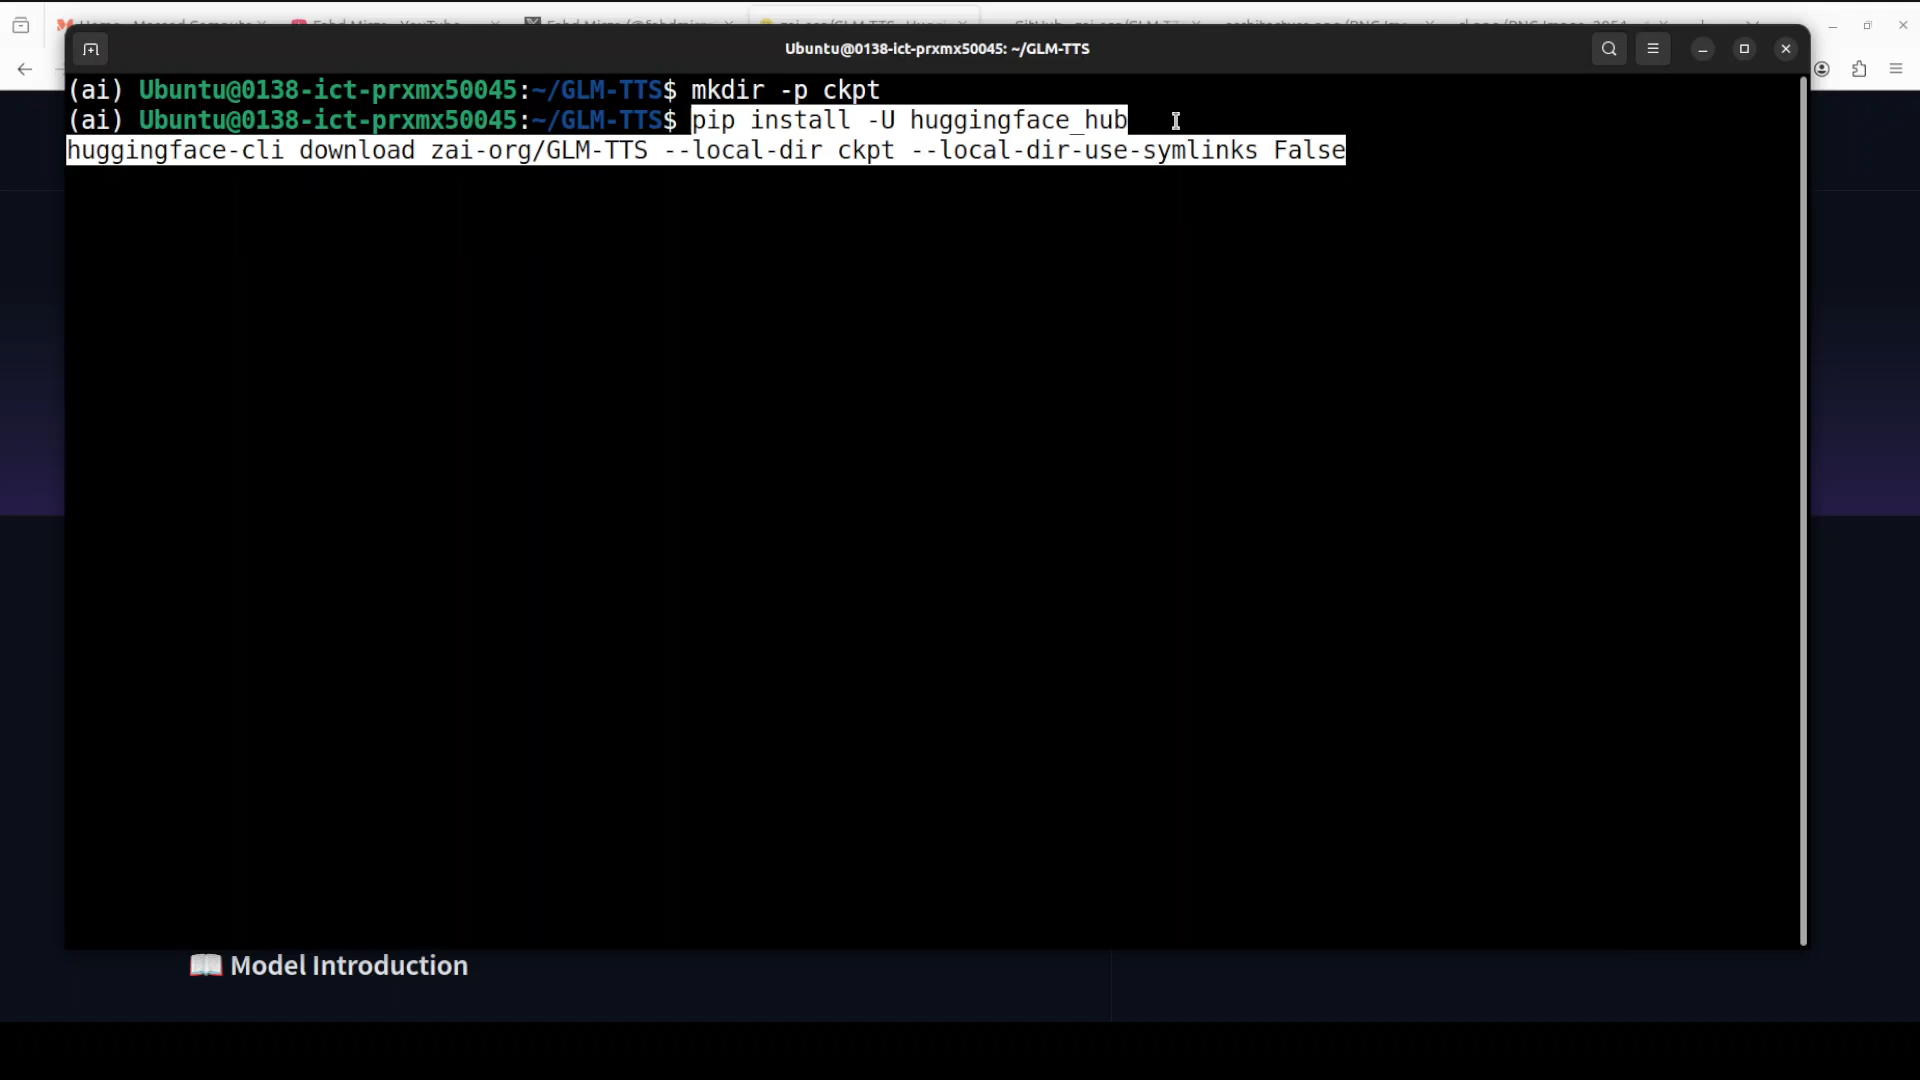 Ubuntu@0138-ict-prxmx50045: ~/GLM-TTS
(ai) Ubuntu@0138-ict-prxmx50045:~/GLM-TTS$ mkdir -p ckpt
(ai) Ubuntu@0138-ict-prxmx50045:~/GLM-TTS$ pip install -U huggingface_hub
huggingface-cli download zai-org/GLM-TTS --local-dir ckpt --local-dir-use-symlinks False
📖 Model Introduction